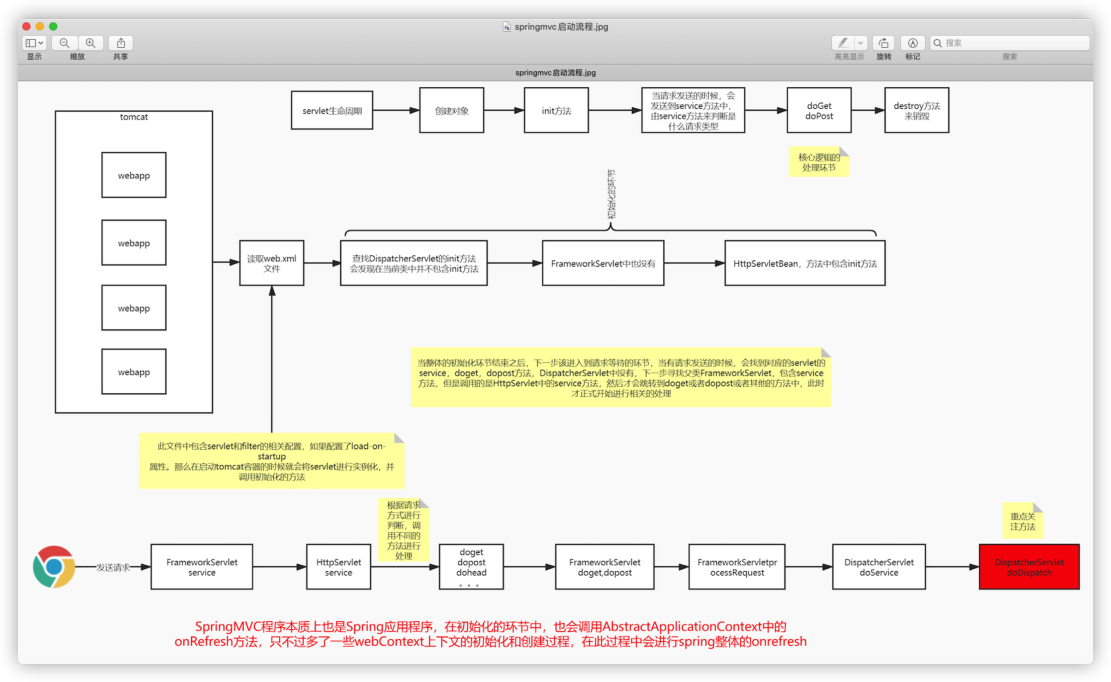 springmvc启动流程.jpg
显示
缩放
共享
高亮显示
旋转
标记
搜索
搜索
springmvc启动流程.jpg
servlet生命周期
创建对象
init方法
当请求发送的时候，会
发送到service方法中，
由service方法来判断是
什么请求类型
doGet
doPost
destroy方法
来销毁
核心逻辑的
处理环节
tomcat
webapp
webapp
webapp
webapp
读取web.xml
文件
初始化的环节
查找DispatcherServlet的init方法
会发现在当前类中并不包含init方法
FrameworkServlet中也没有
HttpServletBean，方法中包含init方法
当整体的初始化环节结束之后，下一步该进入到请求等待的环节，当有请求发送的时候，会找到对应的servlet的
service，doget，dopost方法，DispatcherServlet中没有，下一步寻找父类FrameworkServlet，包含service
方法，但是调用的是HttpServlet中的service方法，然后才会跳转到doget或者dopost或者其他的方法中，此时
才正式开始进行相关的处理
此文件中包含servlet和filter的相关配置，如果配置了load-on-
startup
属性。那么在启动tomcat容器的时候就会将servlet进行实例化，并
调用初始化的方法
发送请求
FrameworkServlet
service
HttpServlet
service
根据请求
方式进行
判断，调
用不同的
方法进行
处理
doget
dopost
dohead
。。。
FrameworkServlet
doget,dopost
FrameworkServletpr
ocessRequest
DispatcherServlet
doService
重点关
注方法
DispatcherServlet
doDispatch
SpringMVC程序本质上也是Spring应用程序，在初始化的环节中，也会调用AbstractApplicationContext中的
onRefresh方法，只不过多了一些webContext上下文的初始化和创建过程，在此过程中会进行spring整体的onrefresh